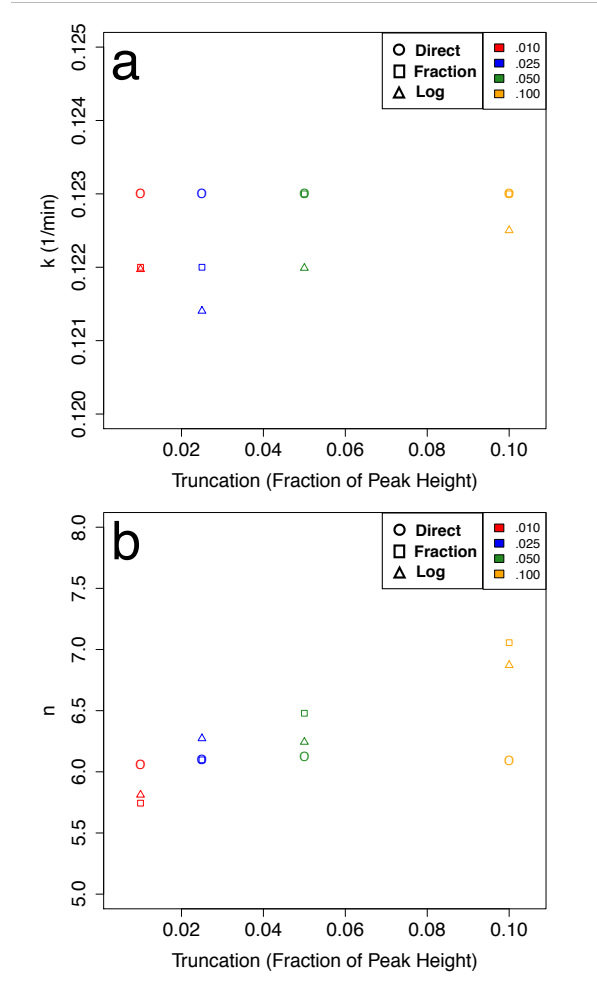 a
Direct
Fraction
Log
.010
.025
.050
.100
k (1/min)
0.125
0.124
0.123
0.122
0.121
0.120
0.02 0.04 0.06 0.08 0.10
Truncation (Fraction of Peak Height)
b
Direct
Fraction
Log
.010
.025
.050
.100
n
8.0
7.5
7.0
6.5
6.0
5.5
5.0
0.02 0.04 0.06 0.08 0.10
Truncation (Fraction of Peak Height)